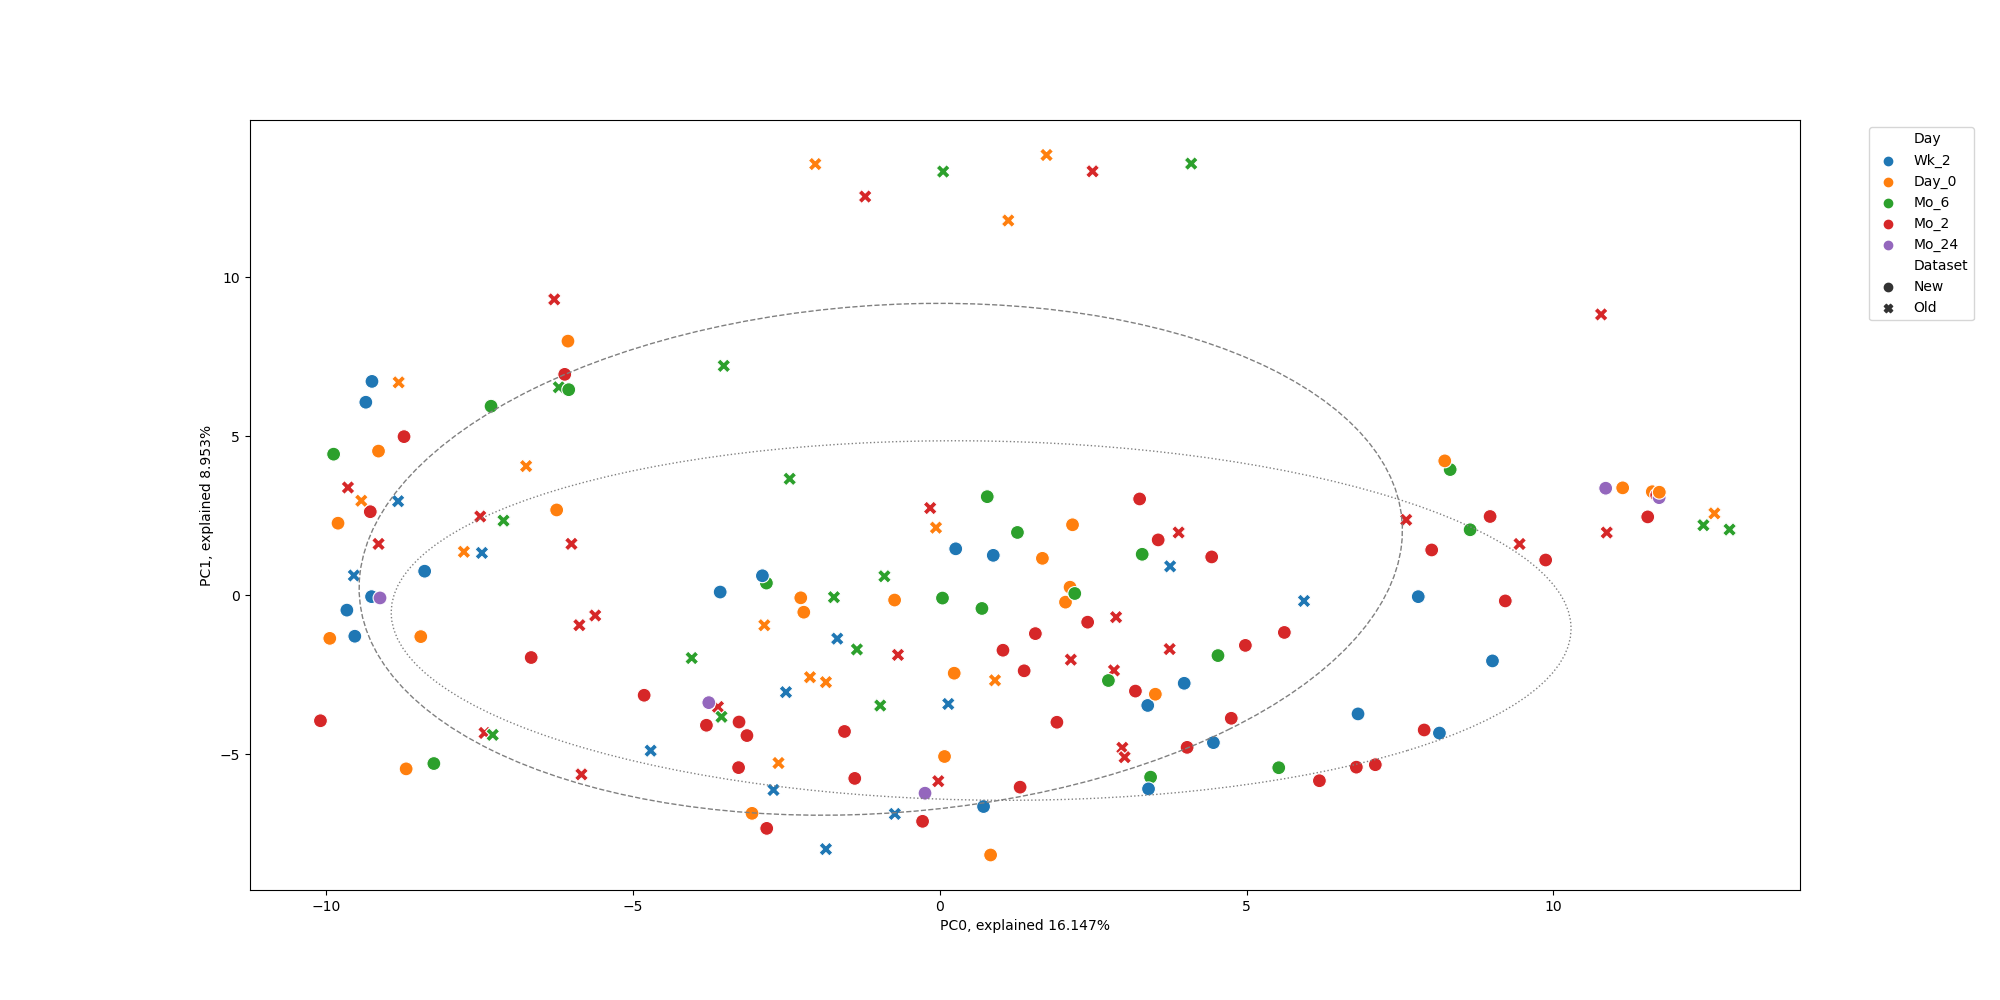 Day
Wk_2
Day_0
Mo_6
Mo_2
Mo_24
Dataset
New
Old
10
5
0
−5
PC1, explained 8.953%
−10
−5
0
5
10
PC0, explained 16.147%